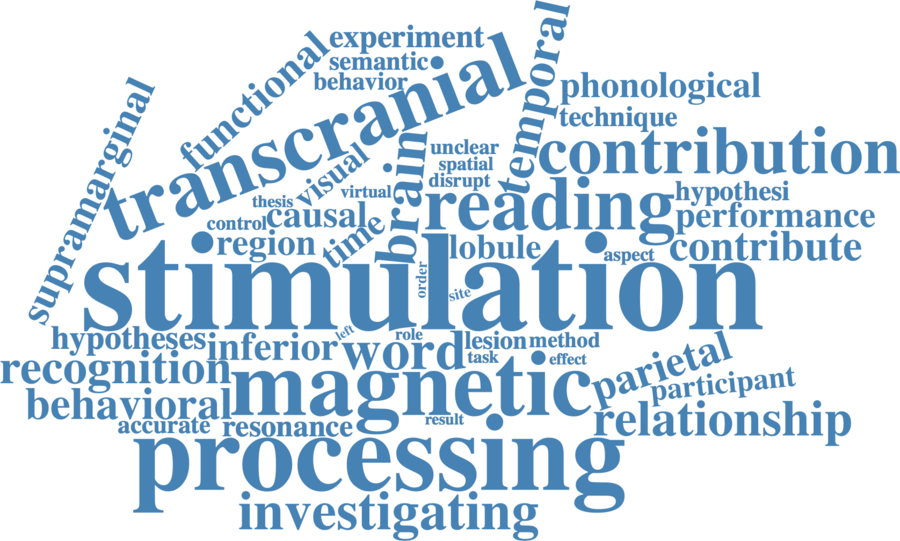 experiment
semantic
behavior
functional
transcranial
temporal
phonological
technique
supramarginal
visual
brain
unclear
spatial
disrupt
contribution
virtual
thesis
control
causal
reading
hypothesi
performance
region
time
lobule
aspect
contribute
stimulation
order
site
hypotheses
inferior
left
role
word
lesion
method
task
effect
recognition
magnetic
parietal
participant
behavioral
accurate
resonance
result
relationship
processing
investigating